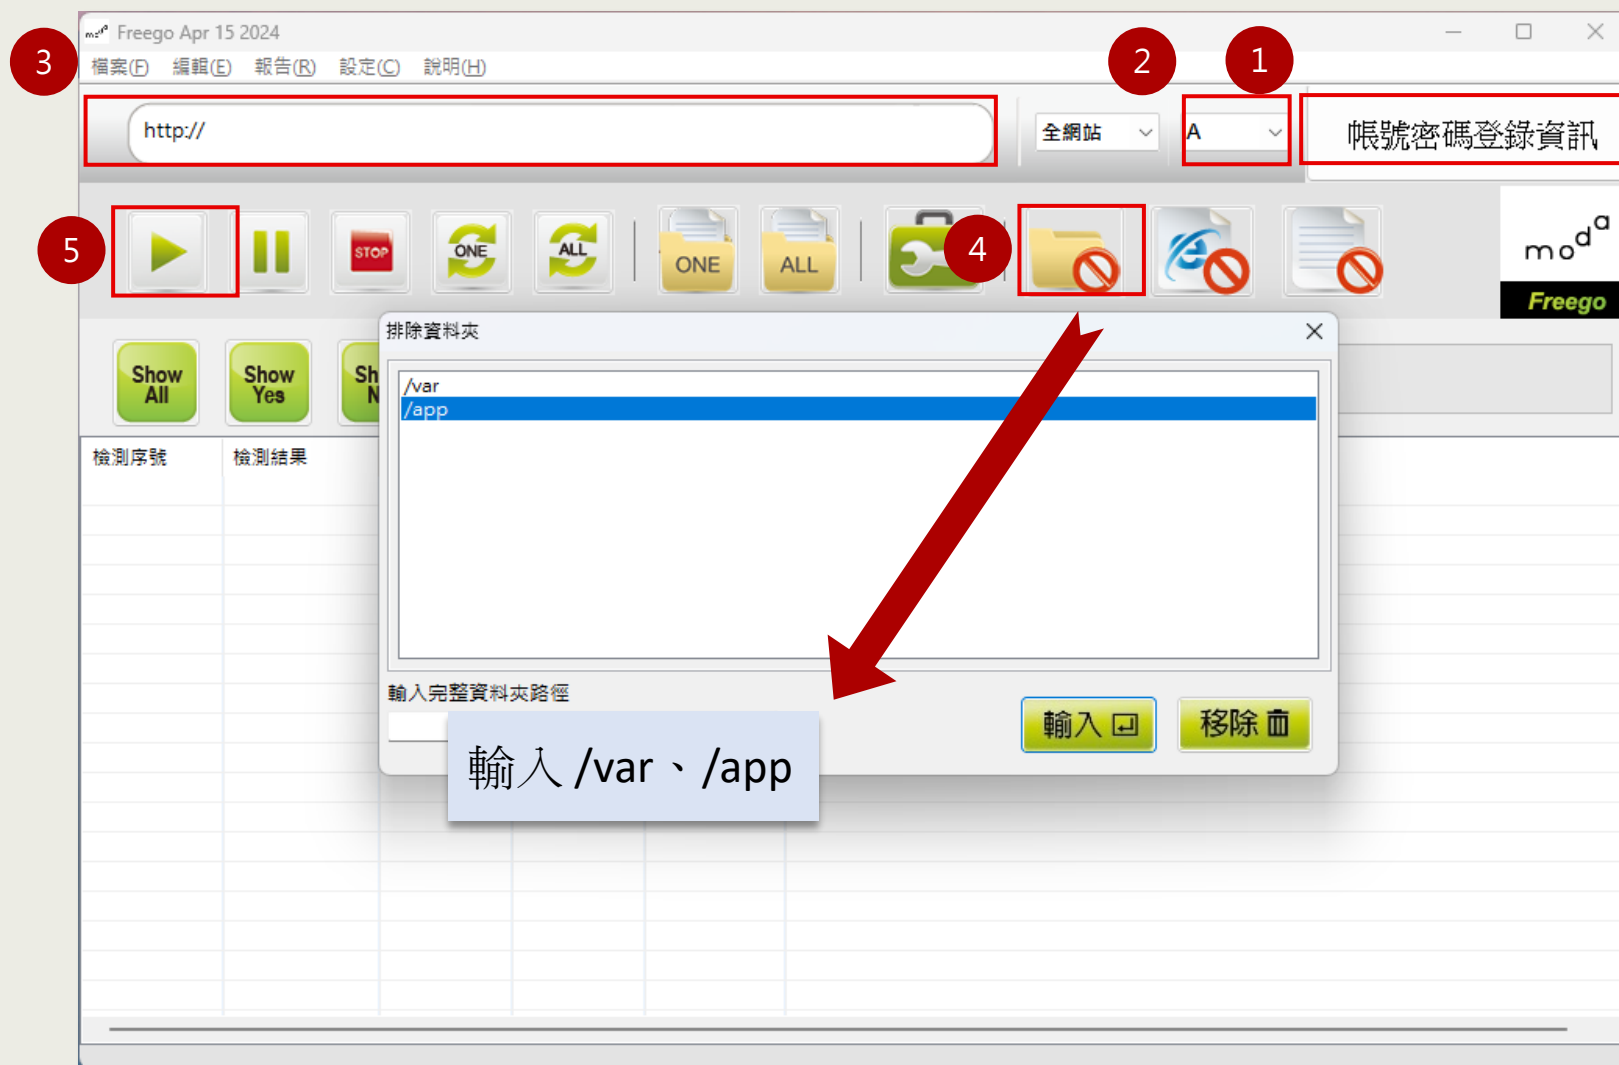 Freego Apr 15 2024
3
檔案(F) 編輯(E) 報告(R) 設定(C) 說明(H)
2
1
http://
全網站
A
帳號密碼登錄資訊
5
STOP
ONE
ALL
ONE
ALL
4
moda
Freego
排除資料夾
Show All
Show Yes
Sh
N
/var
/app
檢測序號
檢測結果
輸入完整資料夾路徑
輸入
移除
輸入 /var、/app